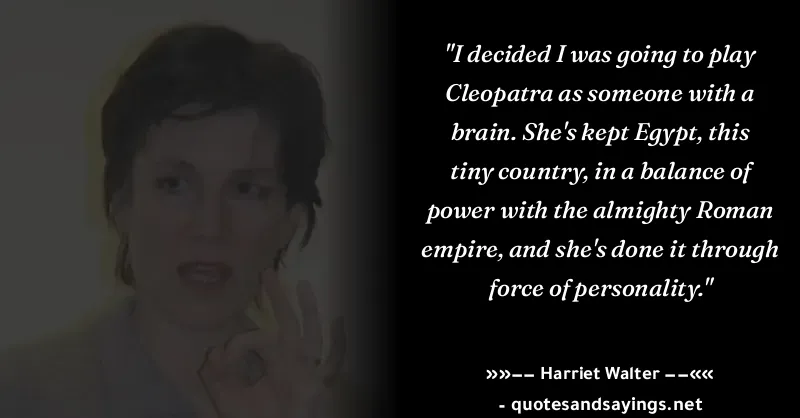 "I decided I was going to play
Cleopatra as someone with a
brain. She's kept Egypt, this
tiny country, in a balance of
power with the almighty Roman
empire, and she's done it through
force of personality."
»»−− Harriet Walter −−««
- quotesandsayings.net